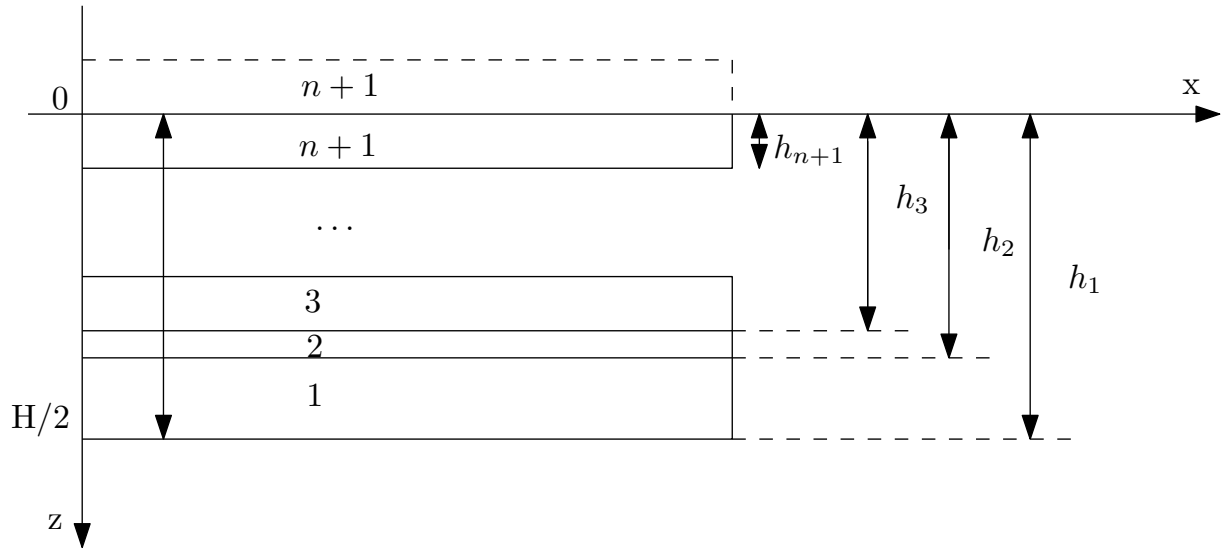 n + 1
x
0
n + 1
h_{n+1}
h_3
. . .
h_2
h_1
3
2
1
H/2
z